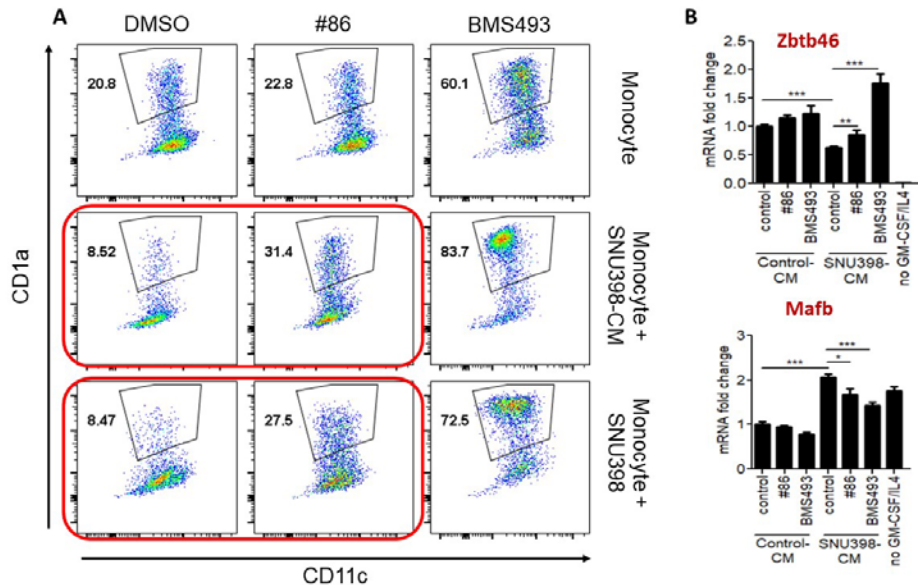 A
DMSO
#86
BMS493
20.8
22.8
60.1
Monocyte
8.52
31.4
83.7
Monocyte +
SNU398-CM
8.47
27.5
72.5
Monocyte +
SNU398
CD1a
CD11c
B
Zbtb46
mRNA fold change
2.5
2.0
1.5
1.0
0.5
0.0
***
***
**
control
#86
BMS493
control
#86
BMS493
no GM-CSF/IL4
Control-
CM
SNU398-
CM
Mafb
mRNA fold change
3
2
1
0
***
***
*
control
#86
BMS493
control
#86
BMS493
no GM-CSF/IL4
Control-
CM
SNU398-
CM